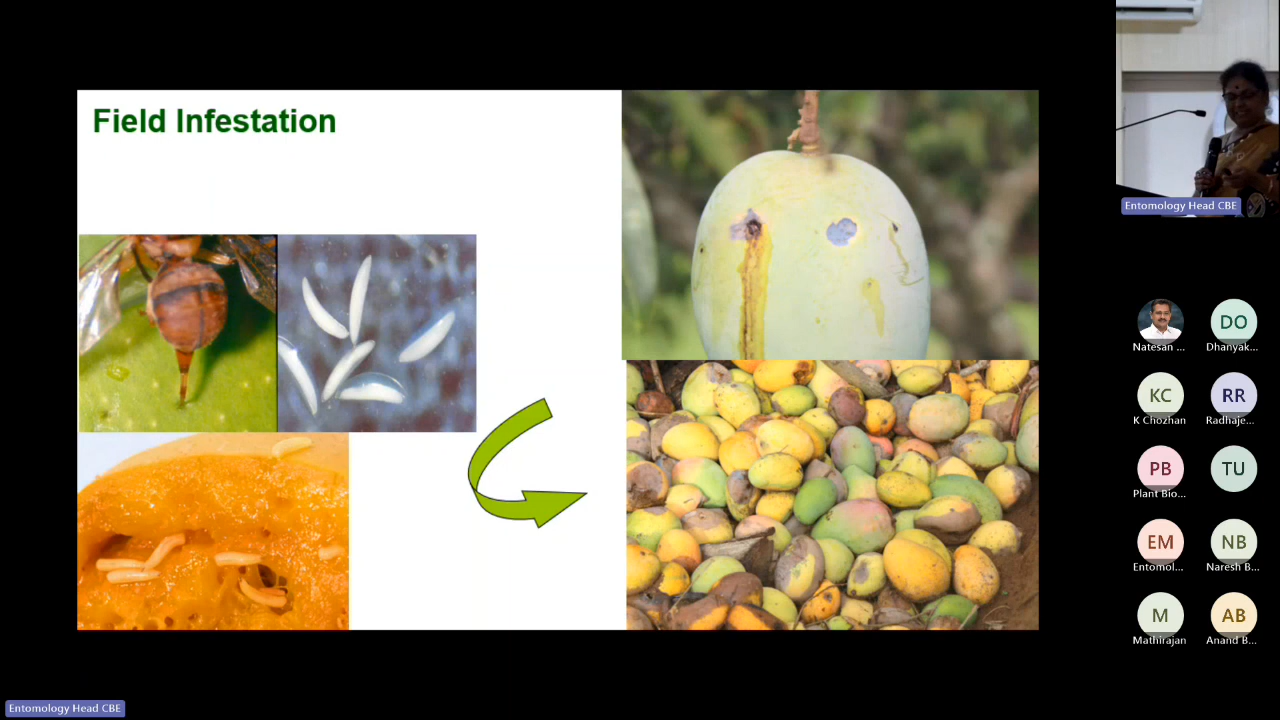 Field Infestation
Entomology Head CBE
Natesan ...
DO
Dhanyak...
KC
K Chozhan
RR
Radhaje...
PB
Plant Bio...
TU
EM
Entomol...
NB
Naresh B...
M
Mathirajan
AB
Anand B...
Entomology Head CBE